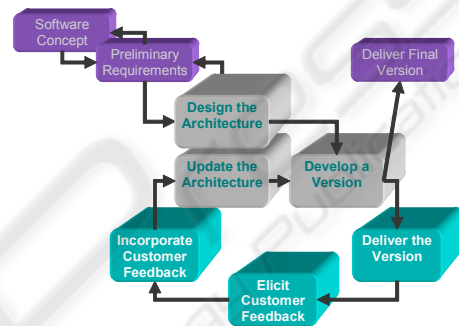 Software
Concept
Preliminary
Requirements
Deliver Final
Version
Design the
Architecture
Update the
Architecture
Develop a
Version
Incorporate
Customer
Feedback
Deliver the
Version
Elicit
Customer
Feedback